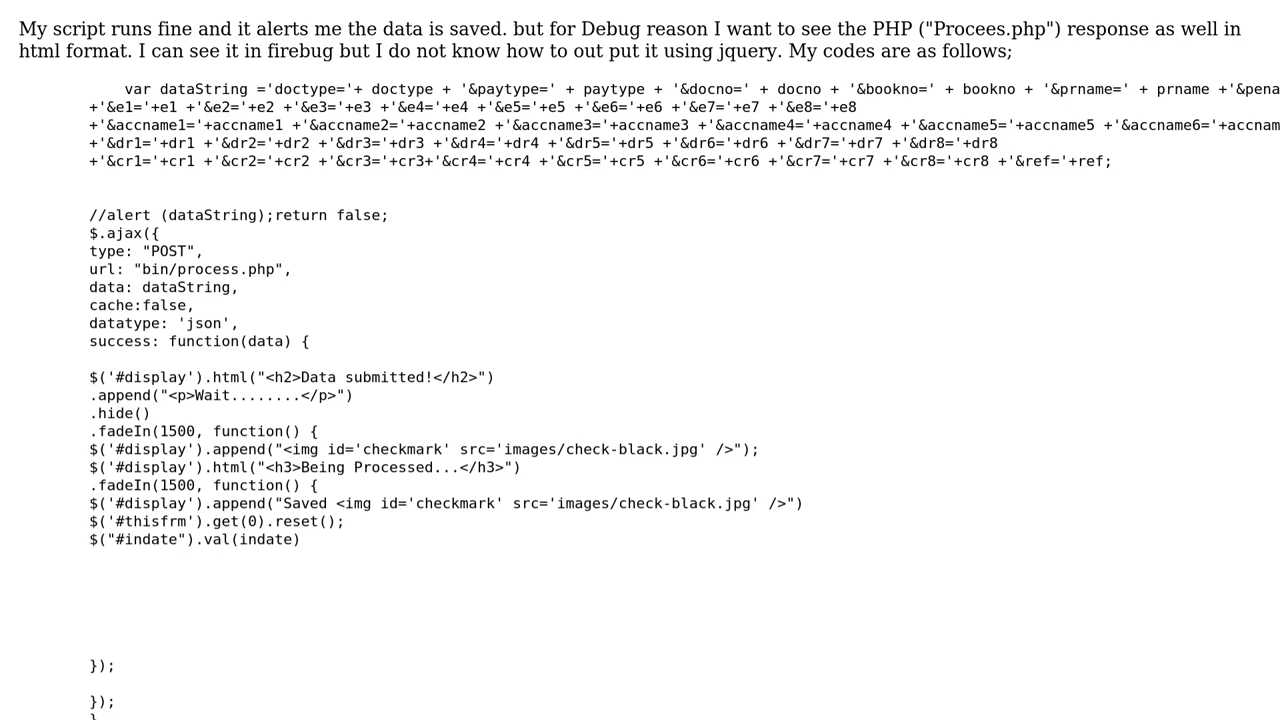 My script runs fine and it alerts me the data is saved. but for Debug reason I want to see the PHP ("Procees.php") response as well in
html format. I can see it in firebug but I do not know how to out put it using jquery. My codes are as follows;
var dataString ='doctype='+ doctype + '&paytype=' + paytype + '&docno=' + docno + '&bookno=' + bookno + '&prname=' + prname +'&pena
+'&e1='+e1 +'&e2='+e2 +'&e3='+e3 +'&e4='+e4 +'&e5='+e5 +'&e6='+e6 +'&e7='+e7 +'&e8='+e8
+'&accname1='+accname1 +'&accname2='+accname2 +'&accname3='+accname3 +'&accname4='+accname4 +'&accname5='+accname5 +'&accname6='+accnam
+'&dr1='+dr1 +'&dr2='+dr2 +'&dr3='+dr3 +'&dr4='+dr4 +'&dr5='+dr5 +'&dr6='+dr6 +'&dr7='+dr7 +'&dr8='+dr8
+'&cr1='+cr1 +'&cr2='+cr2 +'&cr3='+cr3+'&cr4='+cr4 +'&cr5='+cr5 +'&cr6='+cr6 +'&cr7='+cr7 +'&cr8='+cr8 +'&ref='+ref;
//alert (dataString);return false;
$.ajax({
type: "POST",
url: "bin/process.php",
data: dataString,
cache:false,
datatype: 'json',
success: function(data) {
$('#display').html("<h2>Data submitted!</h2>")
.append("<p>Wait........</p>")
.hide()
.fadeIn(1500, function() {
$('#display').append("<img id='checkmark' src='images/check-black.jpg' />");
$('#display').html("<h3>Being Processed...</h3>")
.fadeIn(1500, function() {
$('#display').append("Saved <img id='checkmark' src='images/check-black.jpg' />")
$('#thisfrm').get(0).reset();
$("#indate").val(indate)
});
});
}